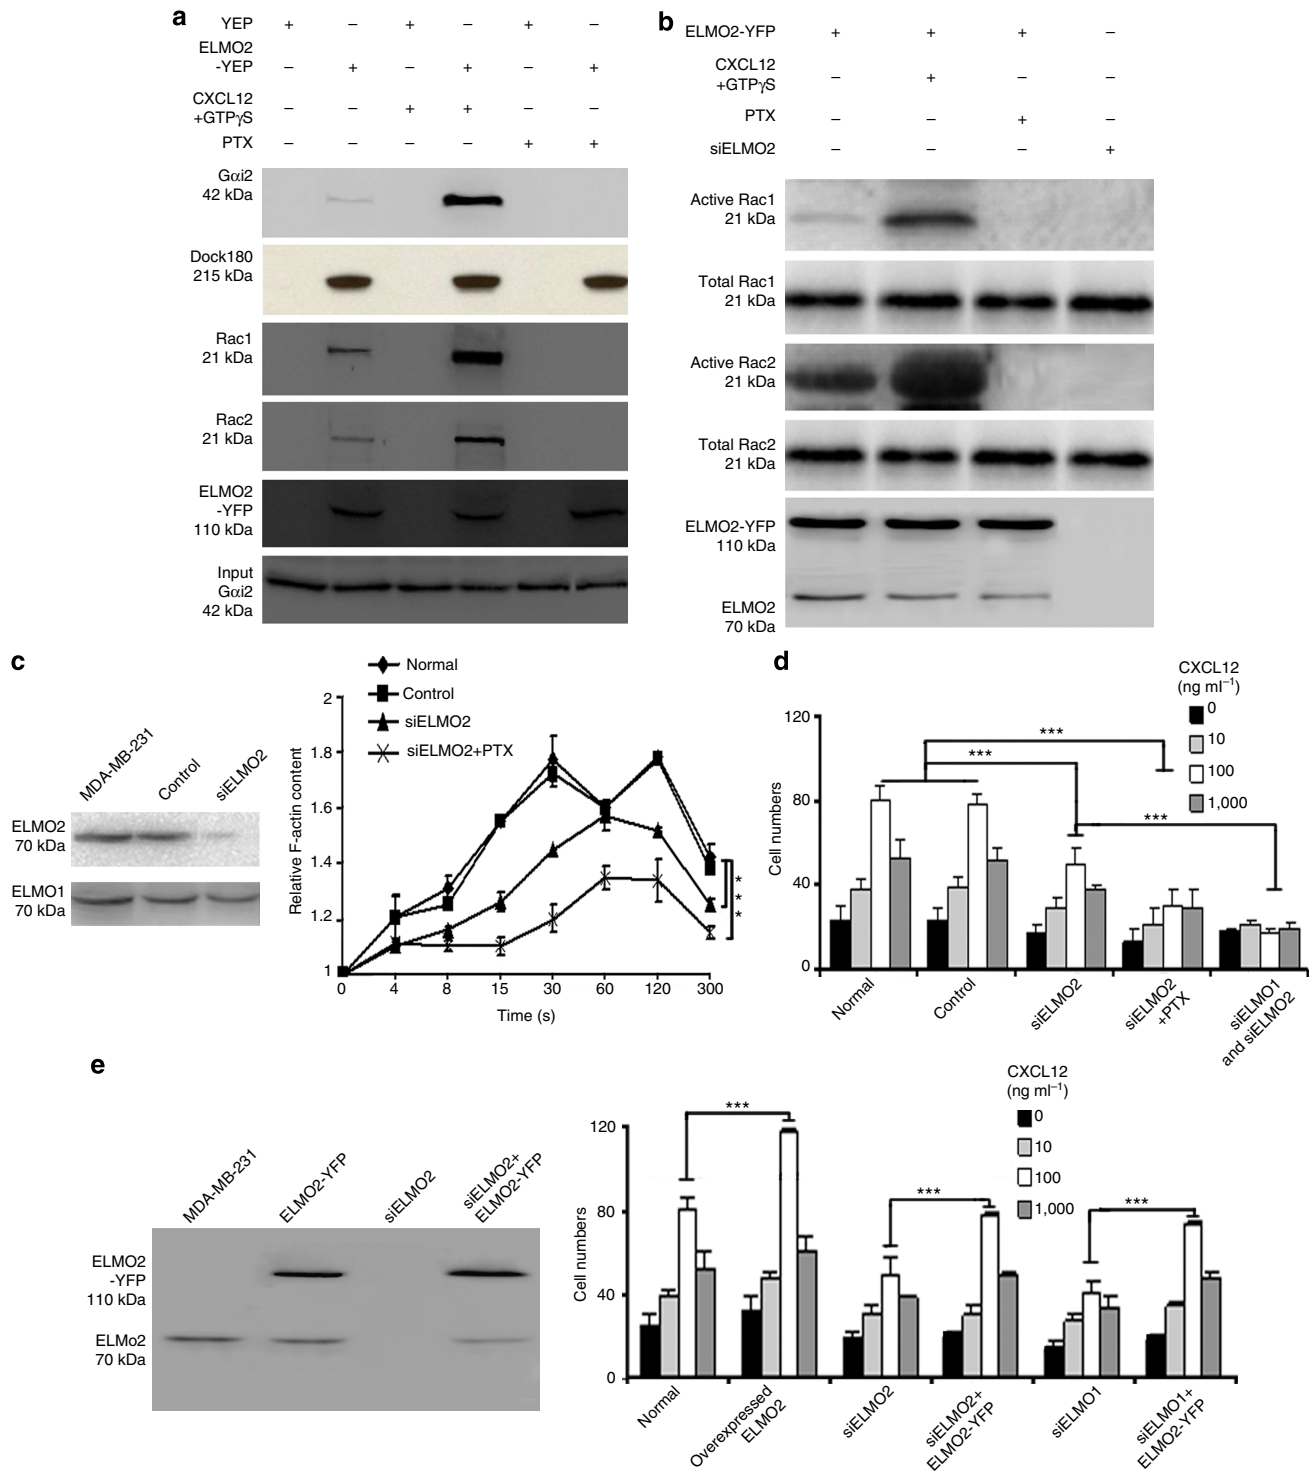 a
YEP + – + – + –
ELMO2
-YEP – + – + – +
CXCL12
+GTPγS – – + + – –
PTX – – – – + +
Gαi2
42 kDa
Dock180
215 kDa
Rac1
21 kDa
Rac2
21 kDa
ELMO2
-YFP
110 kDa
Input
Gαi2
42 kDa
b
ELMO2-YFP + + + –
CXCL12
+GTPγS – + – –
PTX – – + –
siELMO2 – – – +
Active Rac1
21 kDa
Total Rac1
21 kDa
Active Rac2
21 kDa
Total Rac2
21 kDa
ELMO2-YFP
110 kDa
ELMO2
70 kDa
c
MDA-MB-231
Control
siELMO2
ELMO2
70 kDa
ELMO1
70 kDa
Normal
Control
siELMO2
siELMO2+PTX
Relative F-actin content
2
1.8
1.6
1.4
1.2
1
0 4 8 15 30 60 120 300
Time (s)
* * *
d
CXCL12
(ng ml⁻¹)
0
10
100
1,000
Cell numbers
120
80
40
0
***
***
***
Normal
Control
siELMO2
siELMO2
+PTX
siELMO1
and siELMO2
e
MDA-MB-231
ELMO2-YFP
siELMO2
siELMO2+
ELMO2-YFP
ELMO2
-YFP
110 kDa
ELMo2
70 kDa
CXCL12
(ng ml⁻¹)
0
10
100
1,000
Cell numbers
120
80
40
0
***
***
***
Normal
Overexpressed
ELMO2
siELMO2
siELMO2+
ELMO2-YFP
siELMO1
siELMO1+
ELMO2-YFP